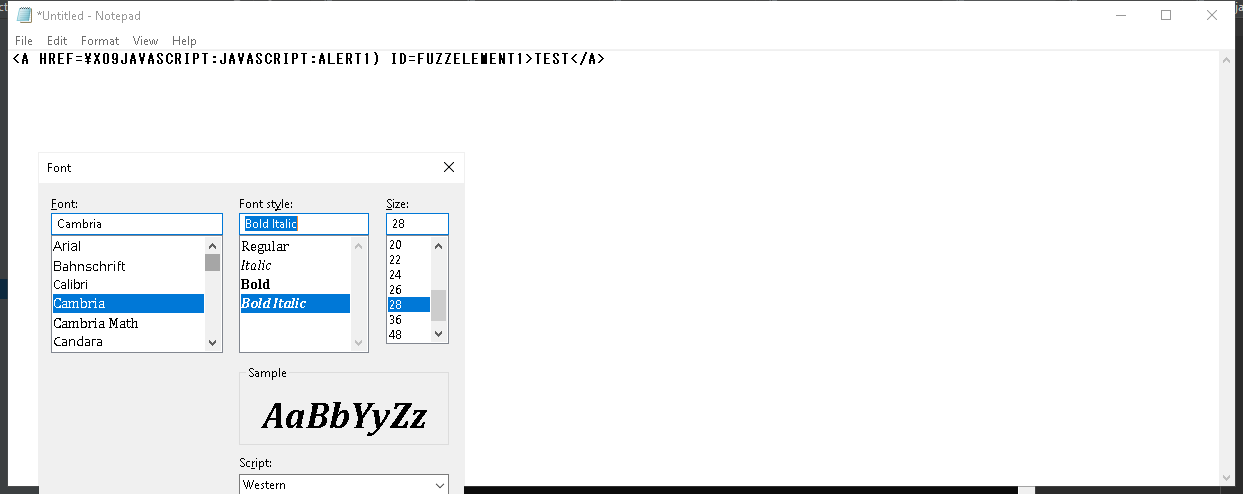 *Untitled - Notepad
File Edit Format View Help
<A HREF=¥X09JAVASCRIPT:JAVASCRIPT:ALERT1) ID=FUZZELEMENT1>TEST</A>
Font
Font: Font style: Size:
Cambria Bold Italic 28
Arial Regular 20
Bahnschrift Italic 22
Calibri Bold 24
Cambria Bold Italic 26
Cambria Math 28
Candara 36
48
Sample
AaBbYyZz
Script:
Western